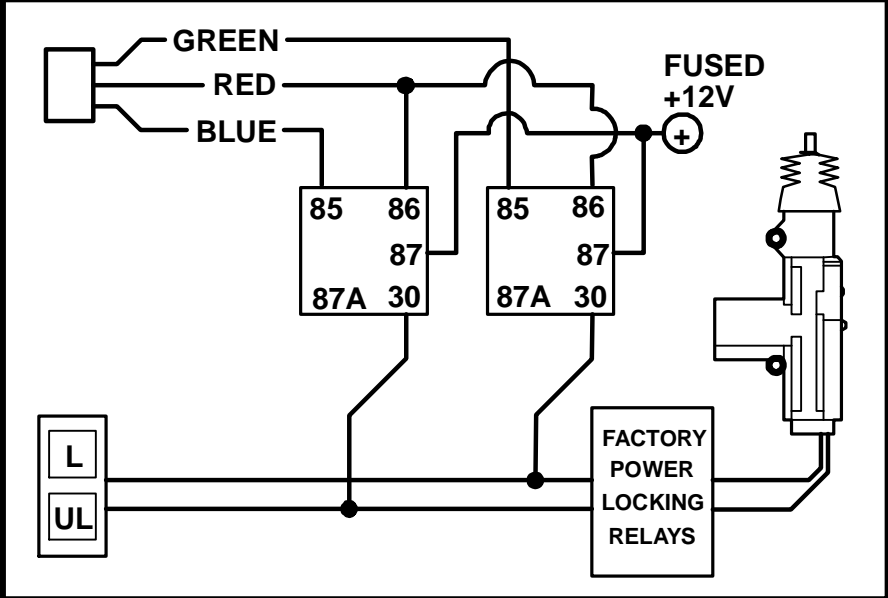 GREEN
RED
BLUE
FUSED
+12V
+
85 86
87
87A 30
85 86
87
87A 30
L
UL
FACTORY
POWER
LOCKING
RELAYS